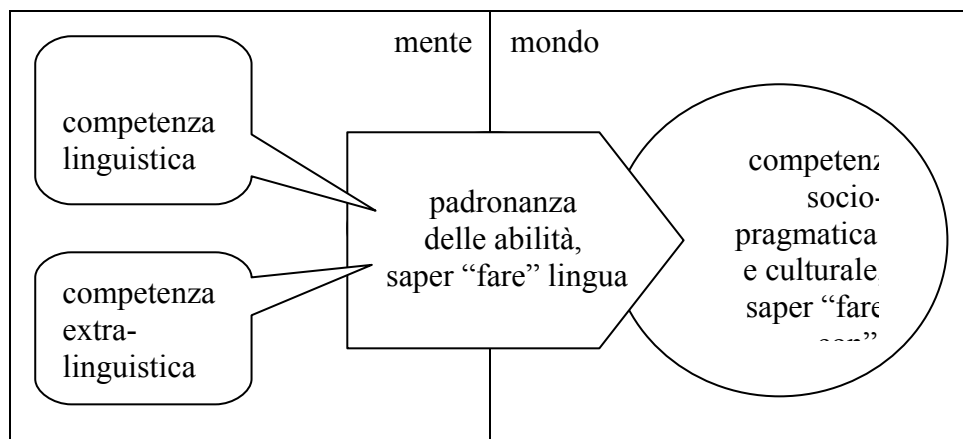 mente
mondo
competenza
linguistica
competenza
extra-
linguistica
padronanza
delle abilità,
saper “fare” lingua
competenz
socio-
pragmatica
e culturale,
saper “fare